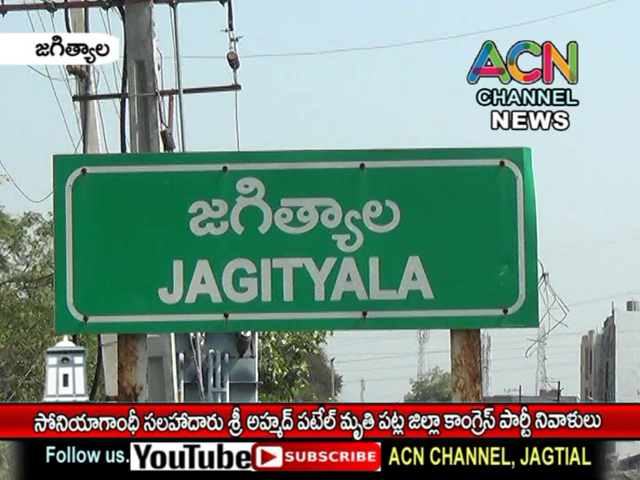 జగిత్యాల
ACN
CHANNEL
NEWS
జగిత్యాల
JAGITYALA
సోనియాగాంధీ సలహాదారు శ్రీ అహ్మద్ పటేల్ మృతి పట్ల జిల్లా కాంగ్రెస్ పార్టీ నివాళులు
Follow us. YouTube SUBSCRIBE ACN CHANNEL, JAGTIAL